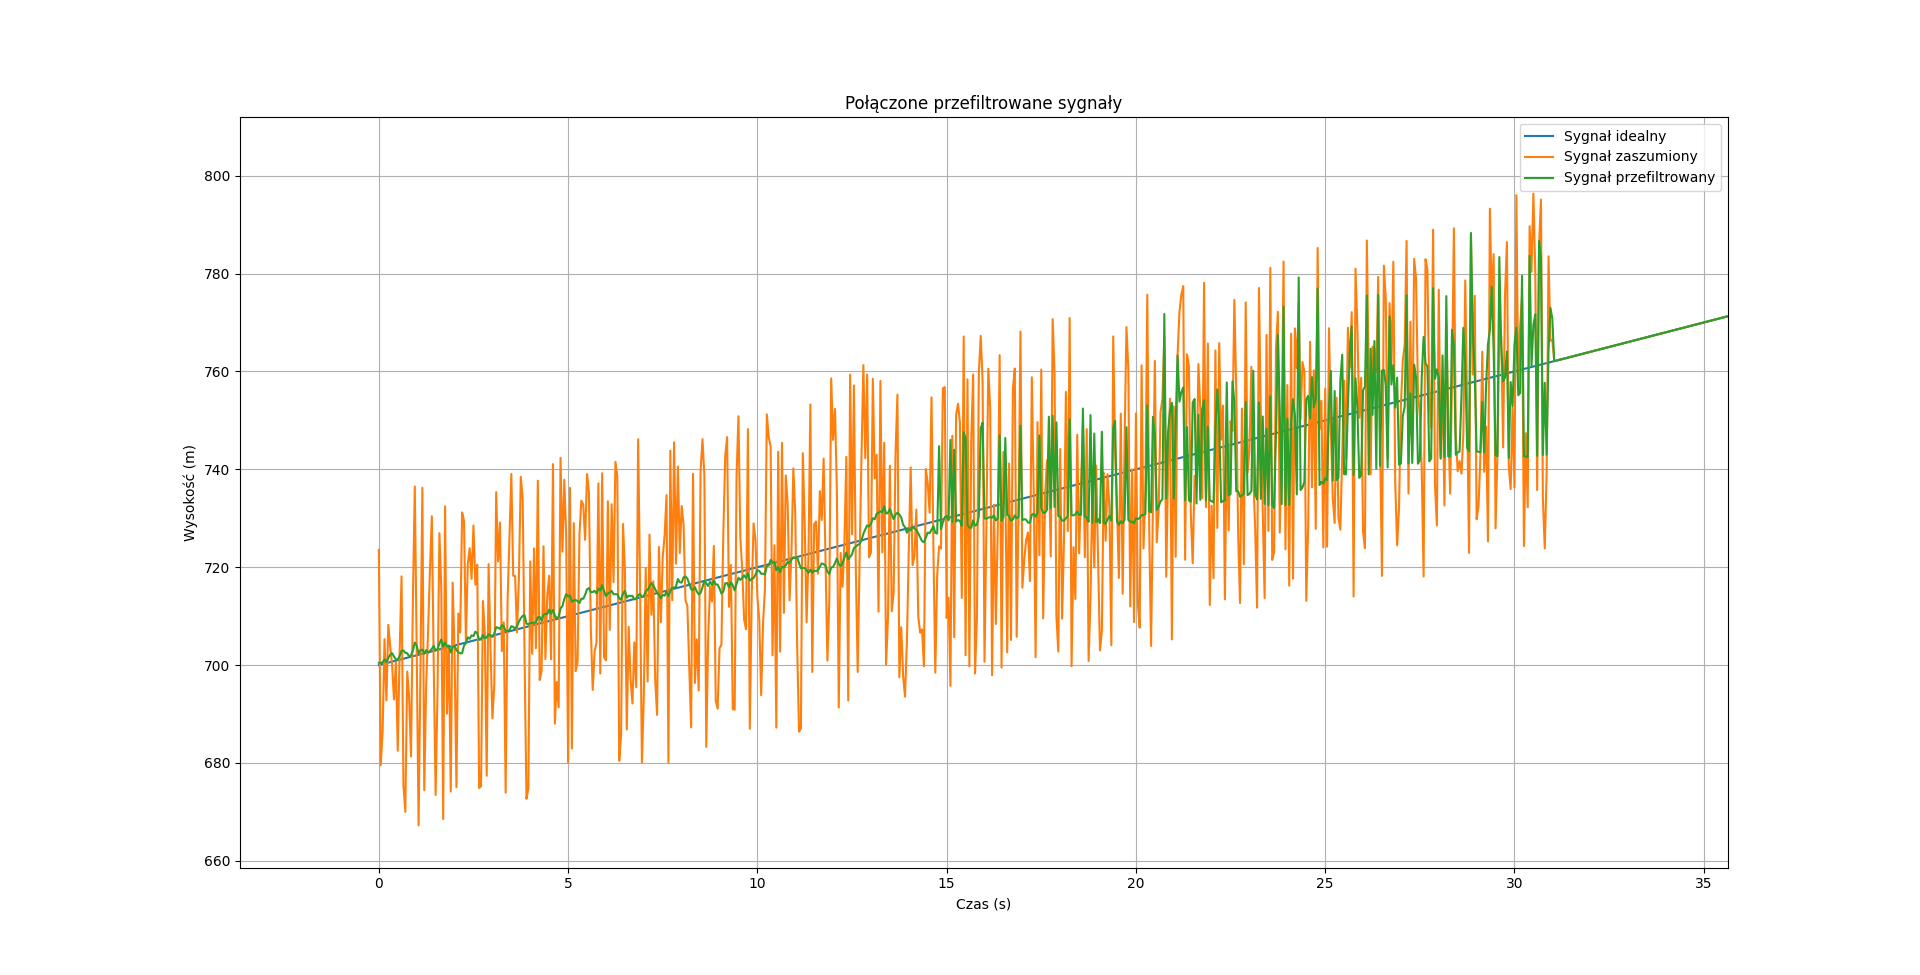 Połączone przefiltrowane sygnały
Sygnał idealny
Sygnał zaszumiony
Sygnał przefiltrowany
Wysokość (m)
800
780
760
740
720
700
680
660
0 5 10 15 20 25 30 35
Czas (s)